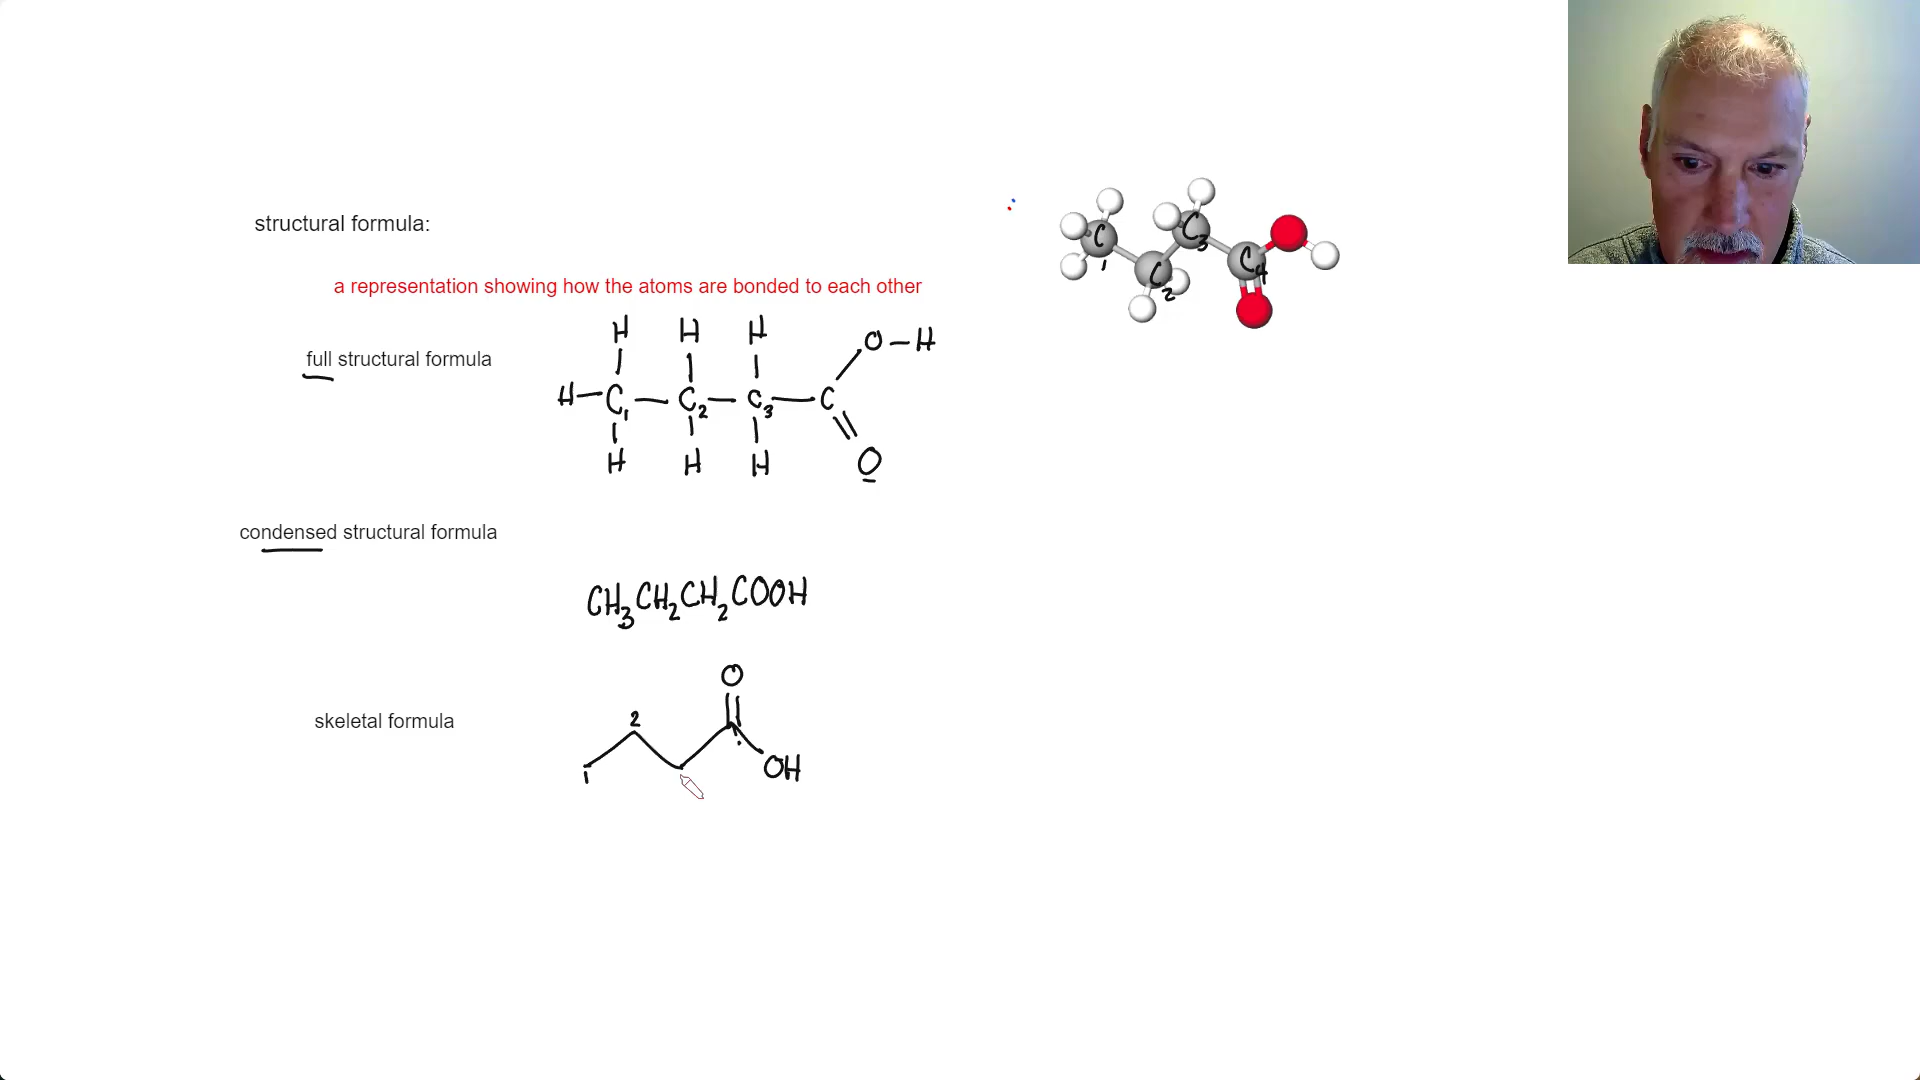 structural formula:
a representation showing how the atoms are bonded to each other
full structural formula
H H H
O-H
H-C1-C2-C3-C
H H H O
condensed structural formula
CH3CH2CH2COOH
skeletal formula
O
2
1
OH
C1 C2 C3 C4